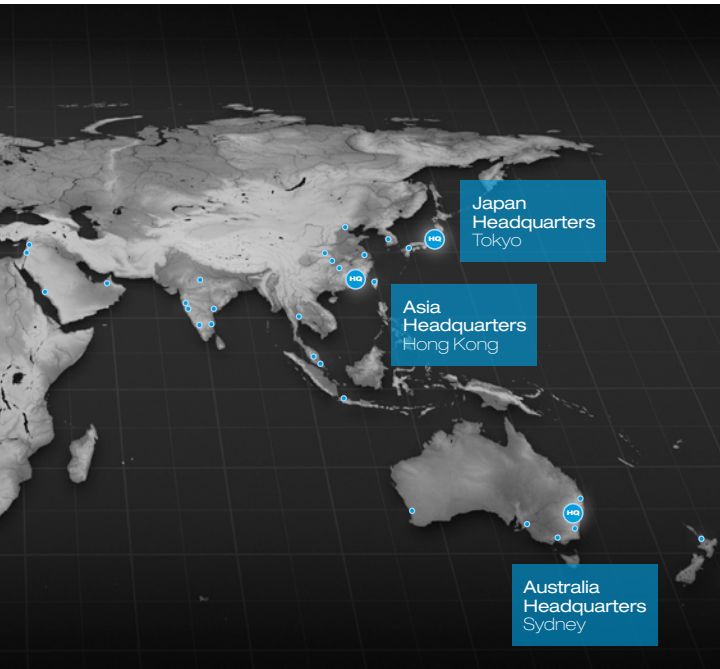 Japan
Headquarters
Tokyo
HQ
HQ
Asia
Headquarters
Hong Kong
HQ
Australia
Headquarters
Sydney